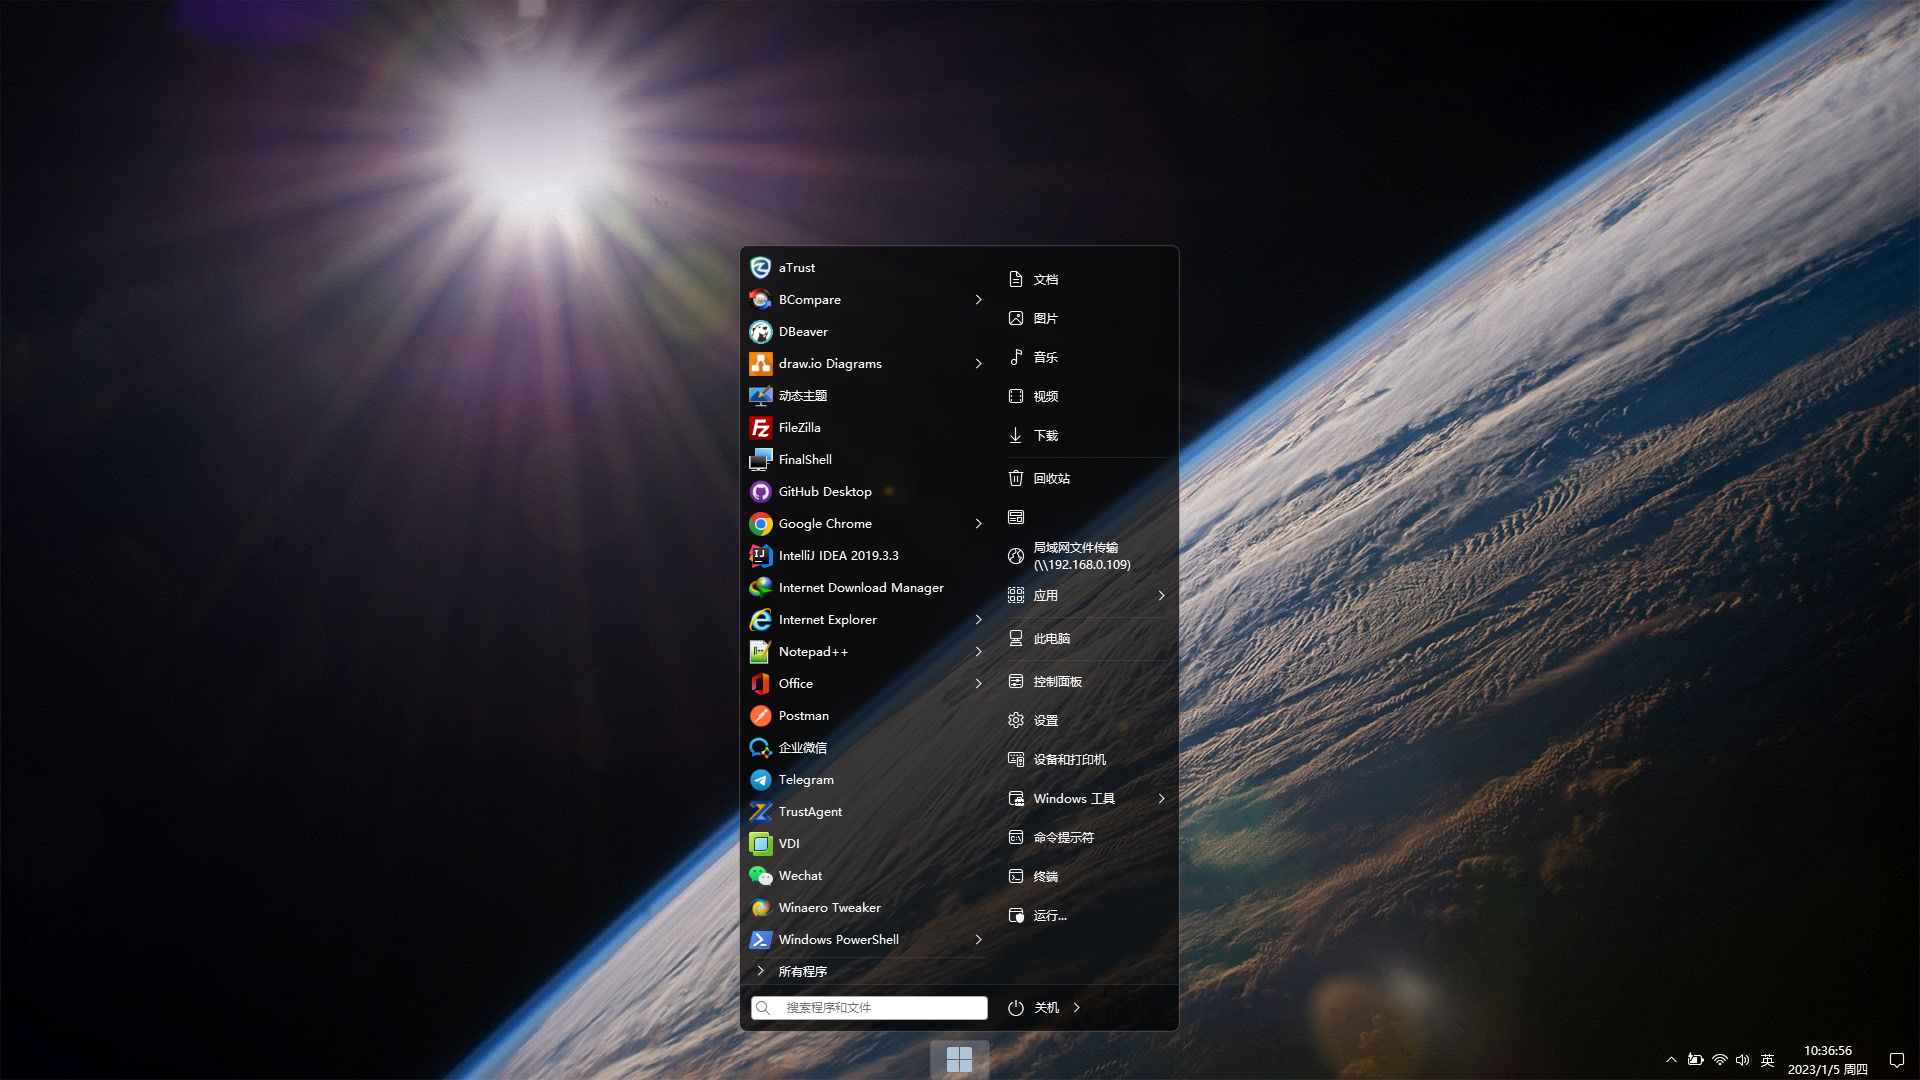 aTrust
BCompare
DBeaver
draw.io Diagrams
动态主题
FileZilla
FinalShell
GitHub Desktop
Google Chrome
IntelliJ IDEA 2019.3.3
Internet Download Manager
Internet Explorer
Notepad++
Office
Postman
企业微信
Telegram
TrustAgent
VDI
Wechat
Winaero Tweaker
Windows PowerShell
所有程序
搜索程序和文件
文档
图片
音乐
视频
下载
回收站
局域网文件传输
(\\192.168.0.109)
应用
此电脑
控制面板
设置
设备和打印机
Windows 工具
命令提示符
终端
运行...
关机
英
10:36:56
2023/1/5 周四